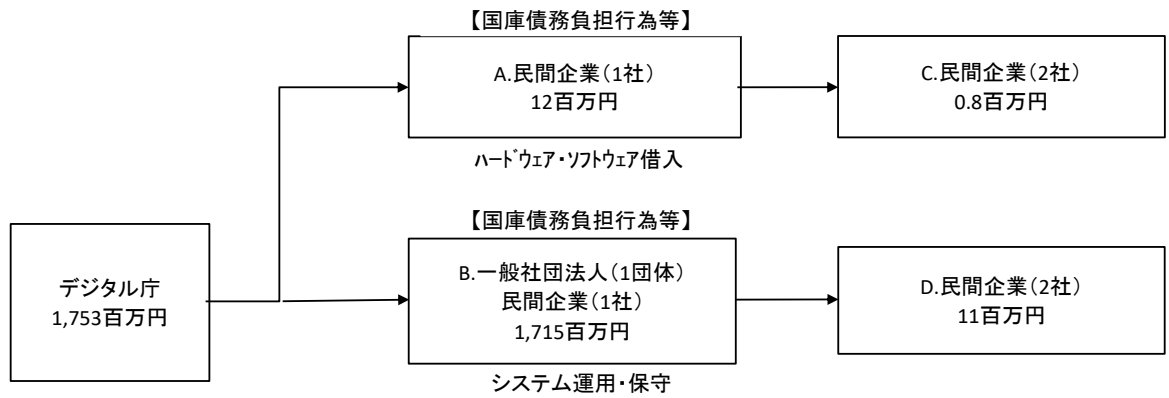 【国庫債務負担行為等】
A.民間企業(1社)
12百万円
C.民間企業(2社)
0.8百万円
ハードウェア・ソフトウェア借入
デジタル庁
1,753百万円
【国庫債務負担行為等】
B.一般社団法人(1団体)
民間企業(1社)
1,715百万円
D.民間企業(2社)
11百万円
システム運用・保守